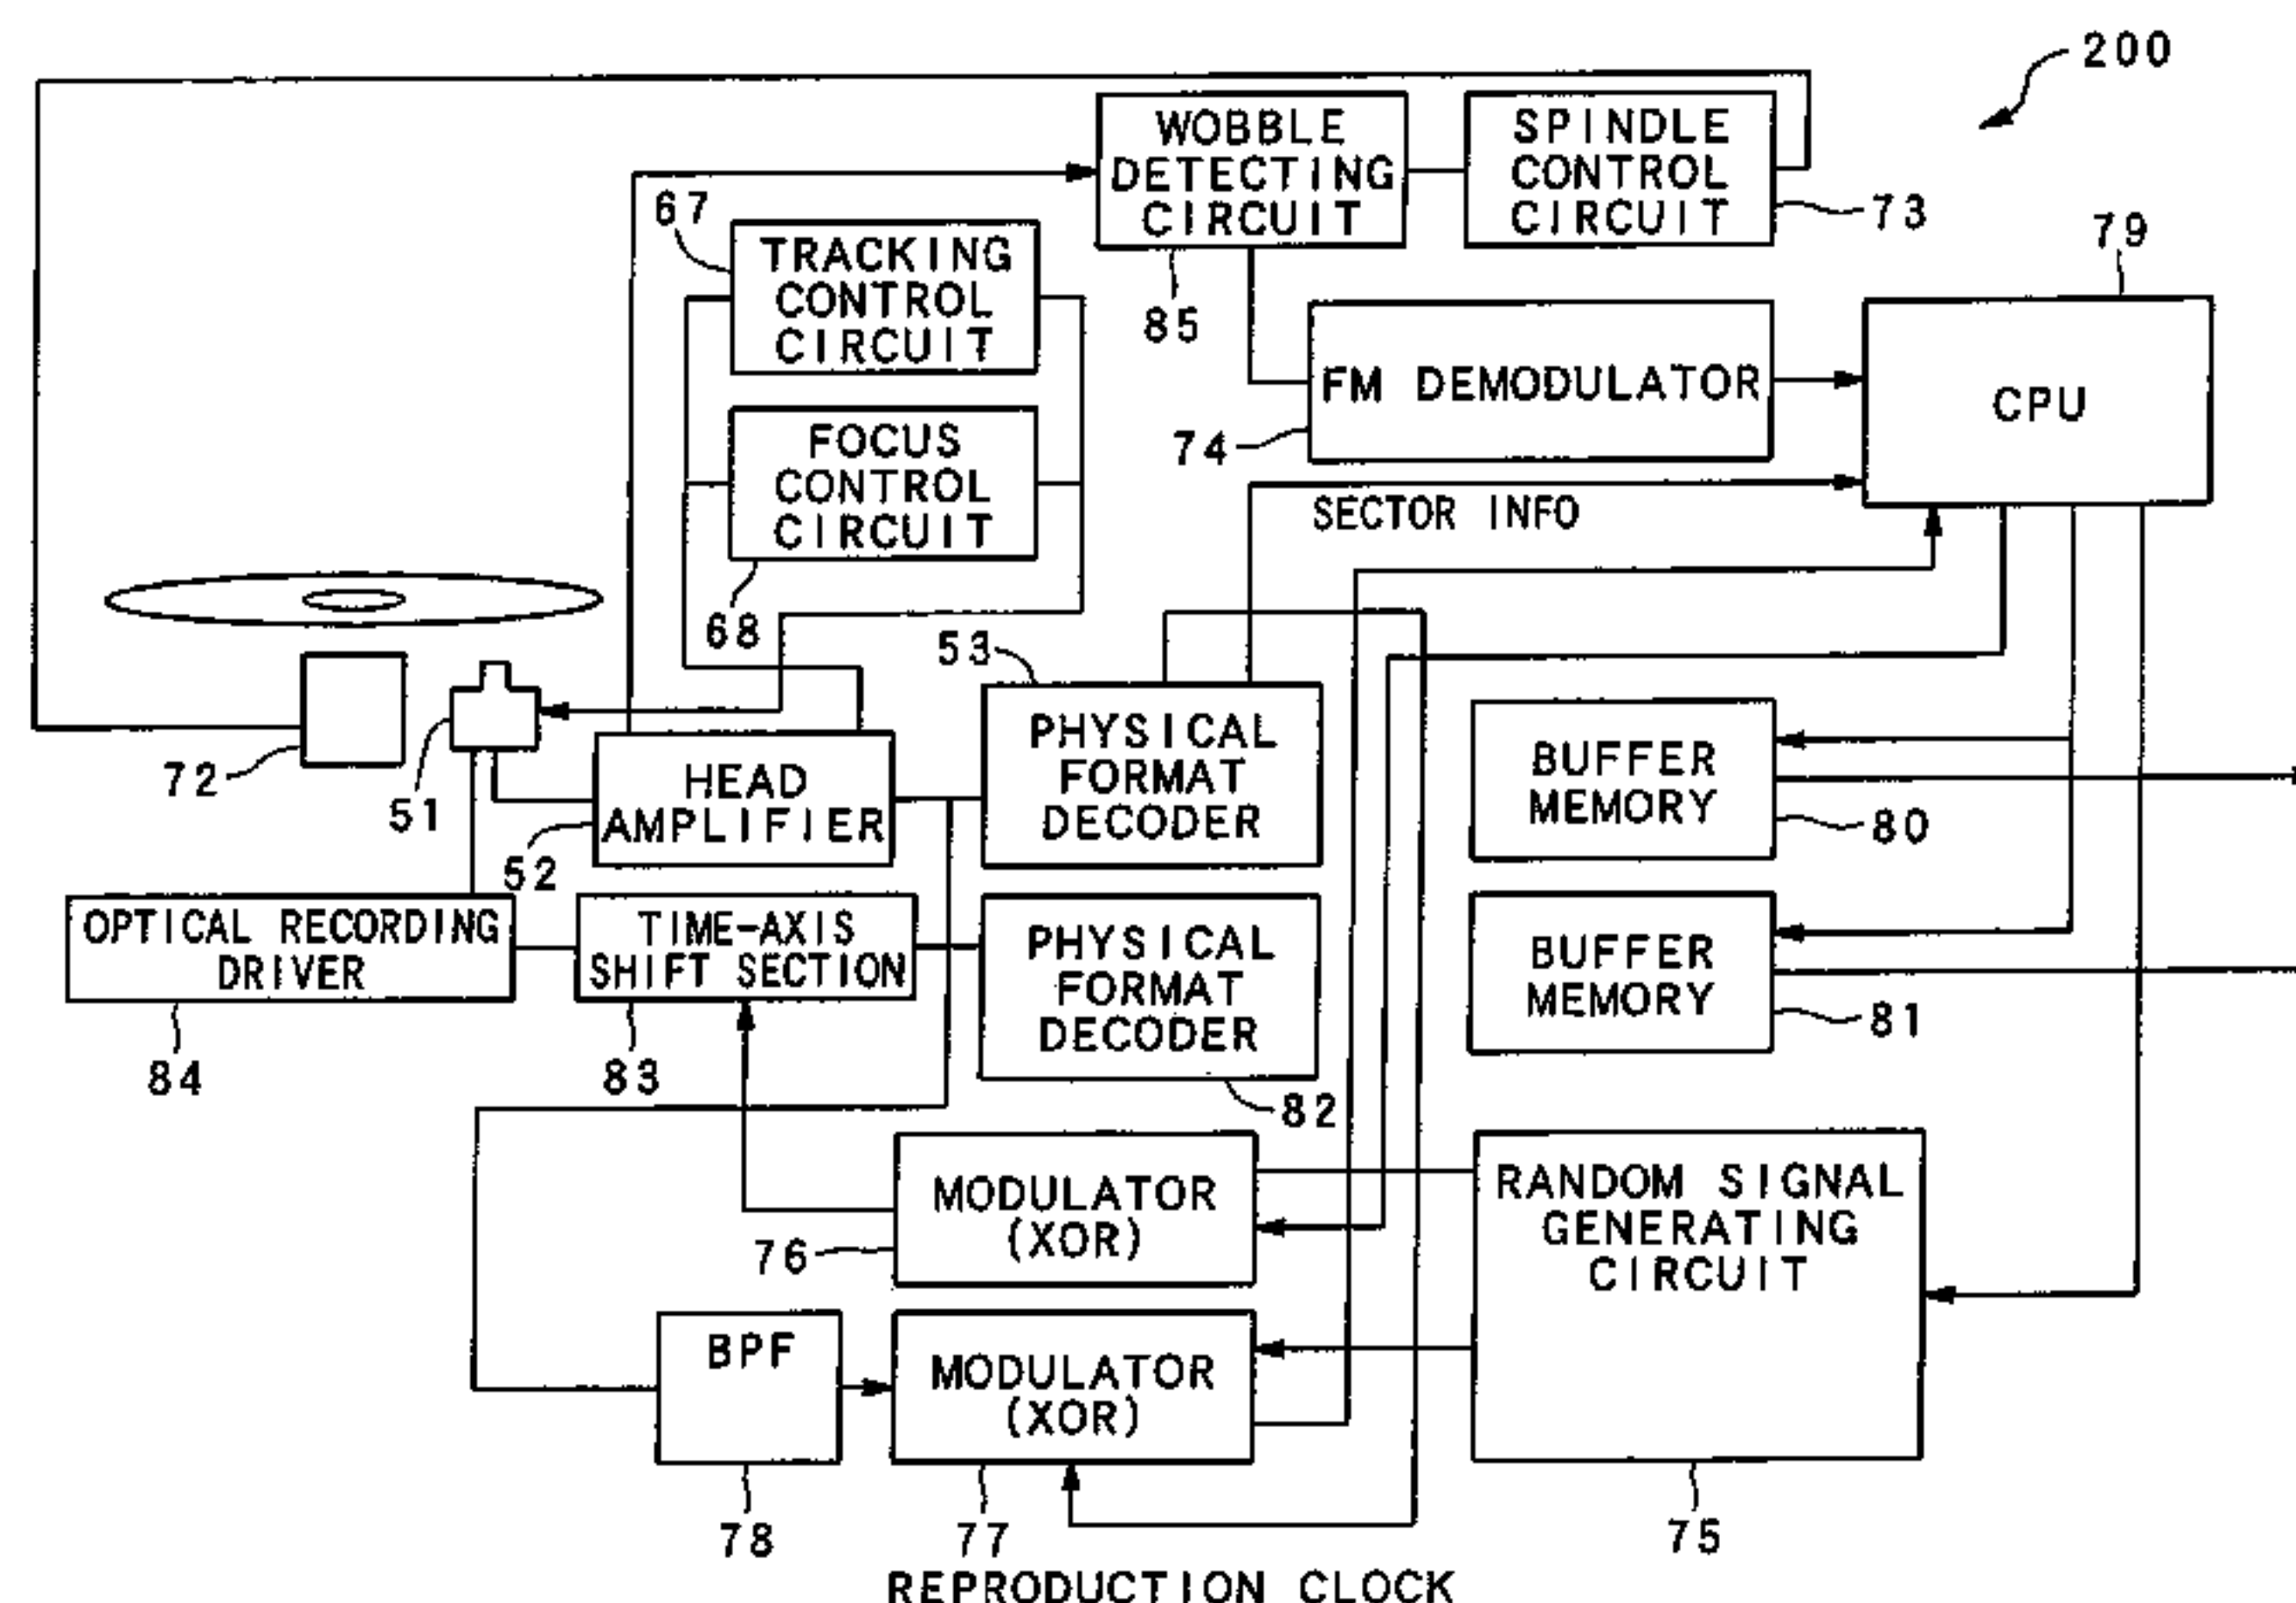 200
WOBBLE
DETECTING
CIRCUIT
85
SPINDLE
CONTROL
CIRCUIT
73
67
TRACKING
CONTROL
CIRCUIT
79
FM DEMODULATOR
74
CPU
FOCUS
CONTROL
CIRCUIT
68
SECTOR INFO
53
PHYSICAL
FORMAT
DECODER
72
51
HEAD
AMPLIFIER
52
BUFFER
MEMORY
80
OPTICAL RECORDING
DRIVER
84
TIME-AXIS
SHIFT SECTION
83
PHYSICAL
FORMAT
DECODER
82
BUFFER
MEMORY
81
MODULATOR
(XOR)
76
RANDOM SIGNAL
GENERATING
CIRCUIT
75
BPF
78
MODULATOR
(XOR)
77
REPRODUCTION CLOCK